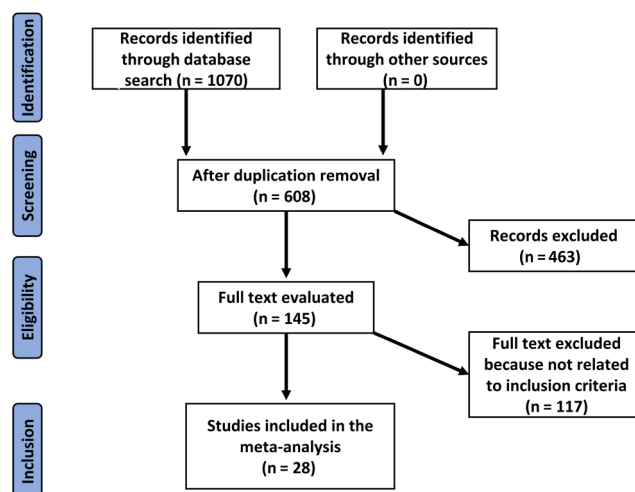 Identification
Records identified
through database
search (n = 1070)
Records identified
through other sources
(n = 0)
Screening
After duplication removal
(n = 608)
Records excluded
(n = 463)
Eligibility
Full text evaluated
(n = 145)
Full text excluded
because not related
to inclusion criteria
(n = 117)
Inclusion
Studies included in the
meta-analysis
(n = 28)